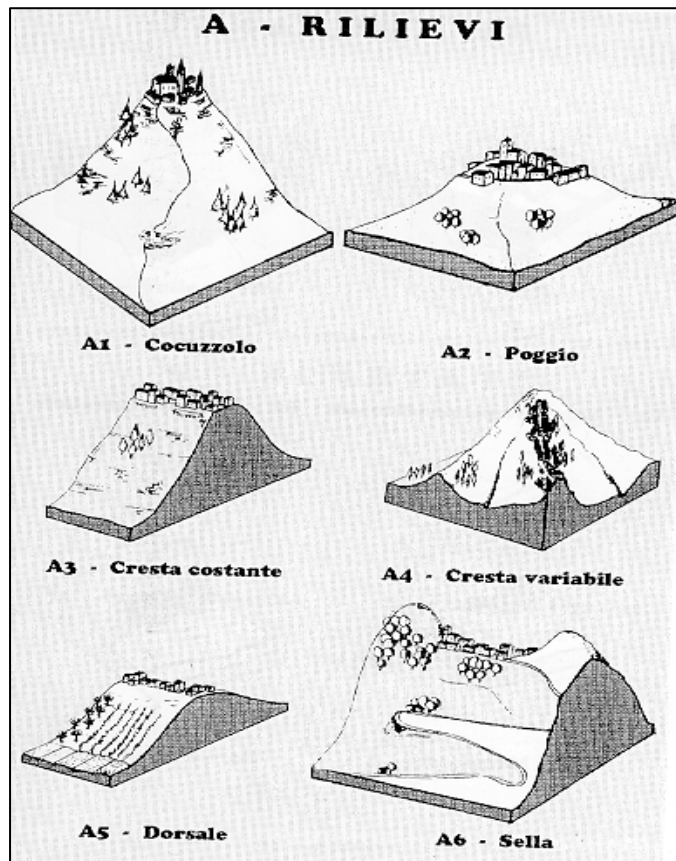 A - RILIEVI
A1 - Cocuzzolo
A2 - Poggio
A3 - Cresta costante
A4 - Cresta variabile
A5 - Dorsale
A6 - Sella